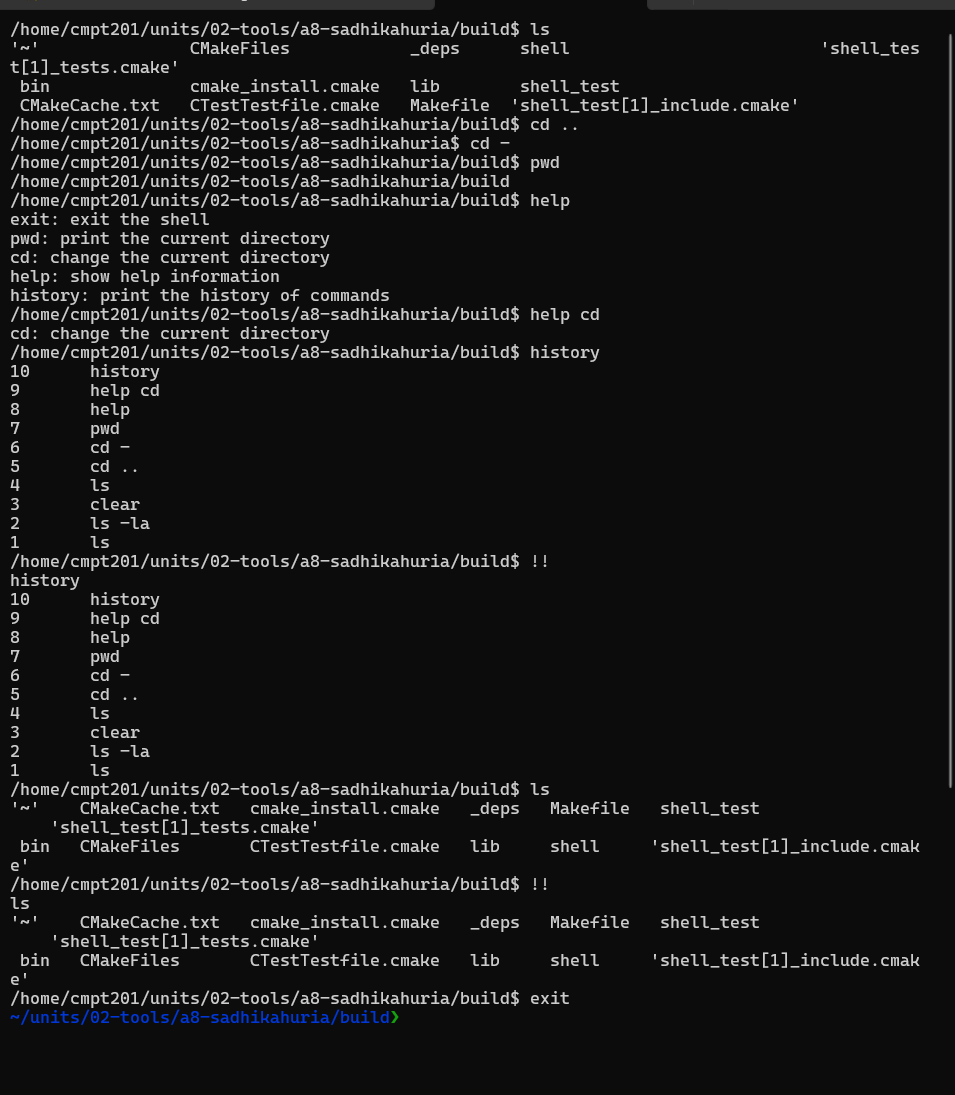 /home/cmpt201/units/02-tools/a8-sadhikahuria/build$ ls
'~'               CMakeFiles            _deps      shell                         'shell_tes
t[1]_tests.cmake'
 bin              cmake_install.cmake   lib        shell_test
 CMakeCache.txt   CTestTestfile.cmake   Makefile  'shell_test[1]_include.cmake'
/home/cmpt201/units/02-tools/a8-sadhikahuria/build$ cd ..
/home/cmpt201/units/02-tools/a8-sadhikahuria$ cd -
/home/cmpt201/units/02-tools/a8-sadhikahuria/build$ pwd
/home/cmpt201/units/02-tools/a8-sadhikahuria/build
/home/cmpt201/units/02-tools/a8-sadhikahuria/build$ help
exit: exit the shell
pwd: print the current directory
cd: change the current directory
help: show help information
history: print the history of commands
/home/cmpt201/units/02-tools/a8-sadhikahuria/build$ help cd
cd: change the current directory
/home/cmpt201/units/02-tools/a8-sadhikahuria/build$ history
10      history
9       help cd
8       help
7       pwd
6       cd -
5       cd ..
4       ls
3       clear
2       ls -la
1       ls
/home/cmpt201/units/02-tools/a8-sadhikahuria/build$ !!
history
10      history
9       help cd
8       help
7       pwd
6       cd -
5       cd ..
4       ls
3       clear
2       ls -la
1       ls
/home/cmpt201/units/02-tools/a8-sadhikahuria/build$ ls
'~'    CMakeCache.txt   cmake_install.cmake   _deps   Makefile   shell_test
    'shell_test[1]_tests.cmake'
 bin   CMakeFiles       CTestTestfile.cmake   lib     shell     'shell_test[1]_include.cmak
e'
/home/cmpt201/units/02-tools/a8-sadhikahuria/build$ !!
ls
'~'    CMakeCache.txt   cmake_install.cmake   _deps   Makefile   shell_test
    'shell_test[1]_tests.cmake'
 bin   CMakeFiles       CTestTestfile.cmake   lib     shell     'shell_test[1]_include.cmak
e'
/home/cmpt201/units/02-tools/a8-sadhikahuria/build$ exit
~/units/02-tools/a8-sadhikahuria/build❯